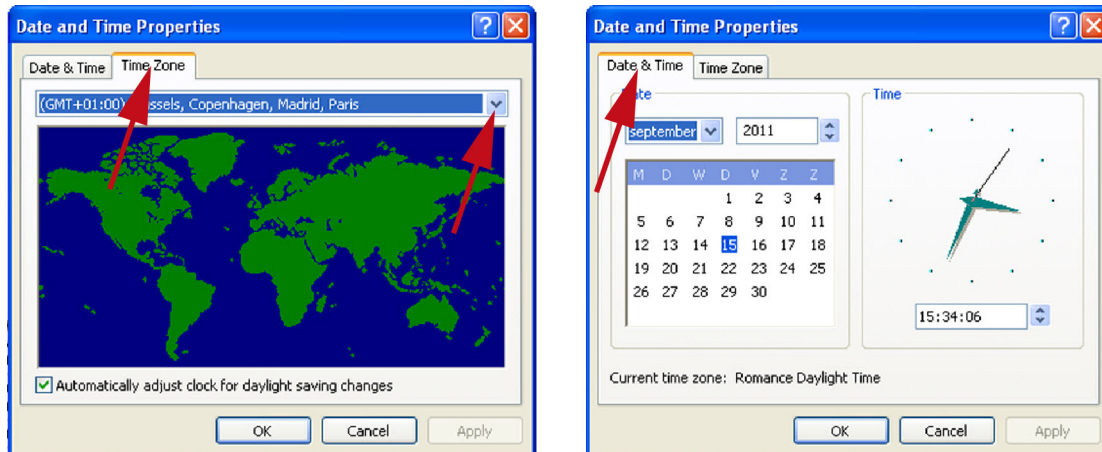 Date and Time Properties
Date & Time Time Zone
(GMT+01:00) Brussels, Copenhagen, Madrid, Paris
Automatically adjust clock for daylight saving changes
OK Cancel Apply
Date and Time Properties
Date & Time Time Zone
Date
Time
september 2011
M D W D V Z Z
1 2 3 4
5 6 7 8 9 10 11
12 13 14 15 16 17 18
19 20 21 22 23 24 25
26 27 28 29 30
15:34:06
Current time zone: Romance Daylight Time
OK Cancel Apply